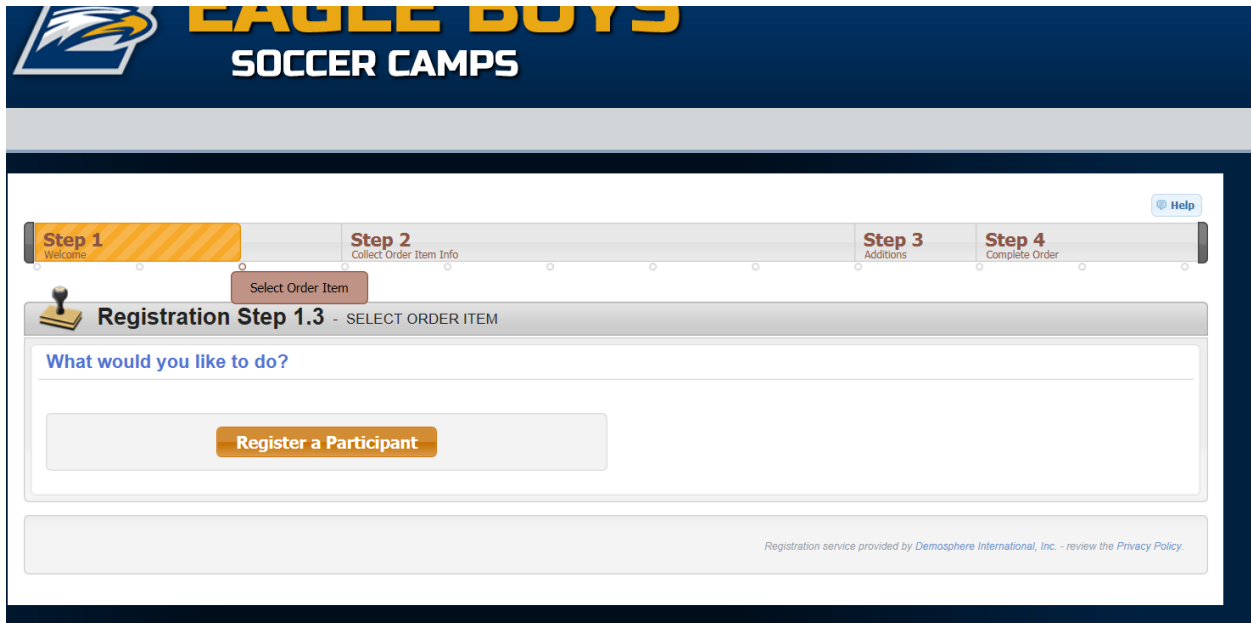 EAGLE BOYS
SOCCER CAMPS
Help
Step 1
Welcome
Step 2
Collect Order Item Info
Step 3
Additions
Step 4
Complete Order
Select Order Item
Registration Step 1.3 - SELECT ORDER ITEM
What would you like to do?
Register a Participant
Registration service provided by Demosphere International, Inc. - review the Privacy Policy.